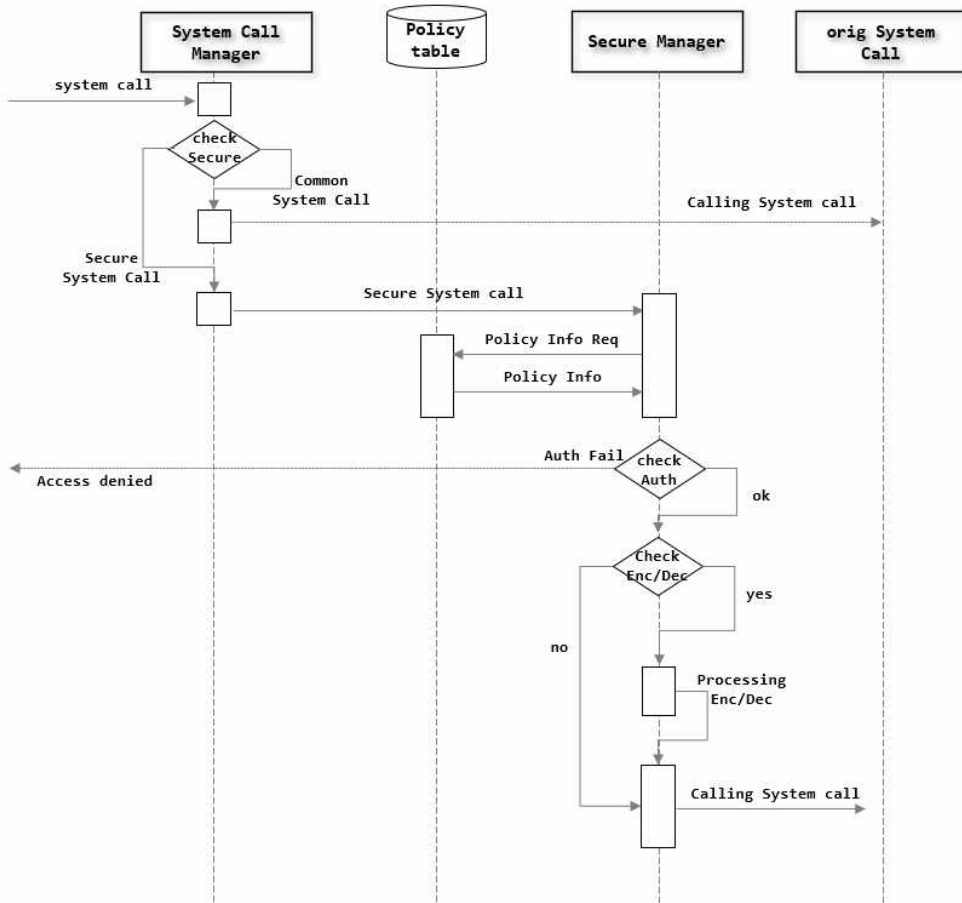 System Call
Manager
Policy
table
Secure Manager
orig System
Call
system call
check
Secure
Common
System Call
Calling System call
Secure
System Call
Secure System call
Policy Info Req
Policy Info
Auth Fail
check
Auth
Access denied
ok
Check
Enc/Dec
yes
no
Processing
Enc/Dec
Calling System call